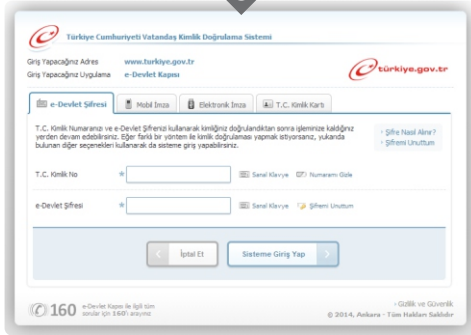 Türkiye Cumhuriyeti Vatandaş Kimlik Doğrulama Sistemi
Giriş Yapacağınız Adres www.turkiye.gov.tr
Giriş Yapacağınız Uygulama e-Devlet Kapısı
türkiye.gov.tr
e-Devlet Şifresi Mobil İmza Elektronik İmza T.C. Kimlik Kartı
T.C. Kimlik Numaranızı ve e-Devlet Şifrenizi kullanarak kimliğiniz doğrulandıktan sonra işleminize kaldığınız
yerden devam edebilirsiniz. Eğer farklı bir yöntem ile kimlik doğrulaması yapmak istiyorsanız, yukarıda
bulunan diğer seçenekleri kullanarak da sisteme giriş yapabilirsiniz.
Şifre Nasıl Alınır?
Şifremi Unuttum
T.C. Kimlik No * Sanal Klavye Numaramı Gizle
e-Devlet Şifresi * Sanal Klavye Şifremi Unuttum
İptal Et Sisteme Giriş Yap
160 e-Devlet Kapısı ile ilgili tüm
sorular için 160'ı arayınız
Gizlilik ve Güvenlik
© 2014, Ankara - Tüm Hakları Saklıdır